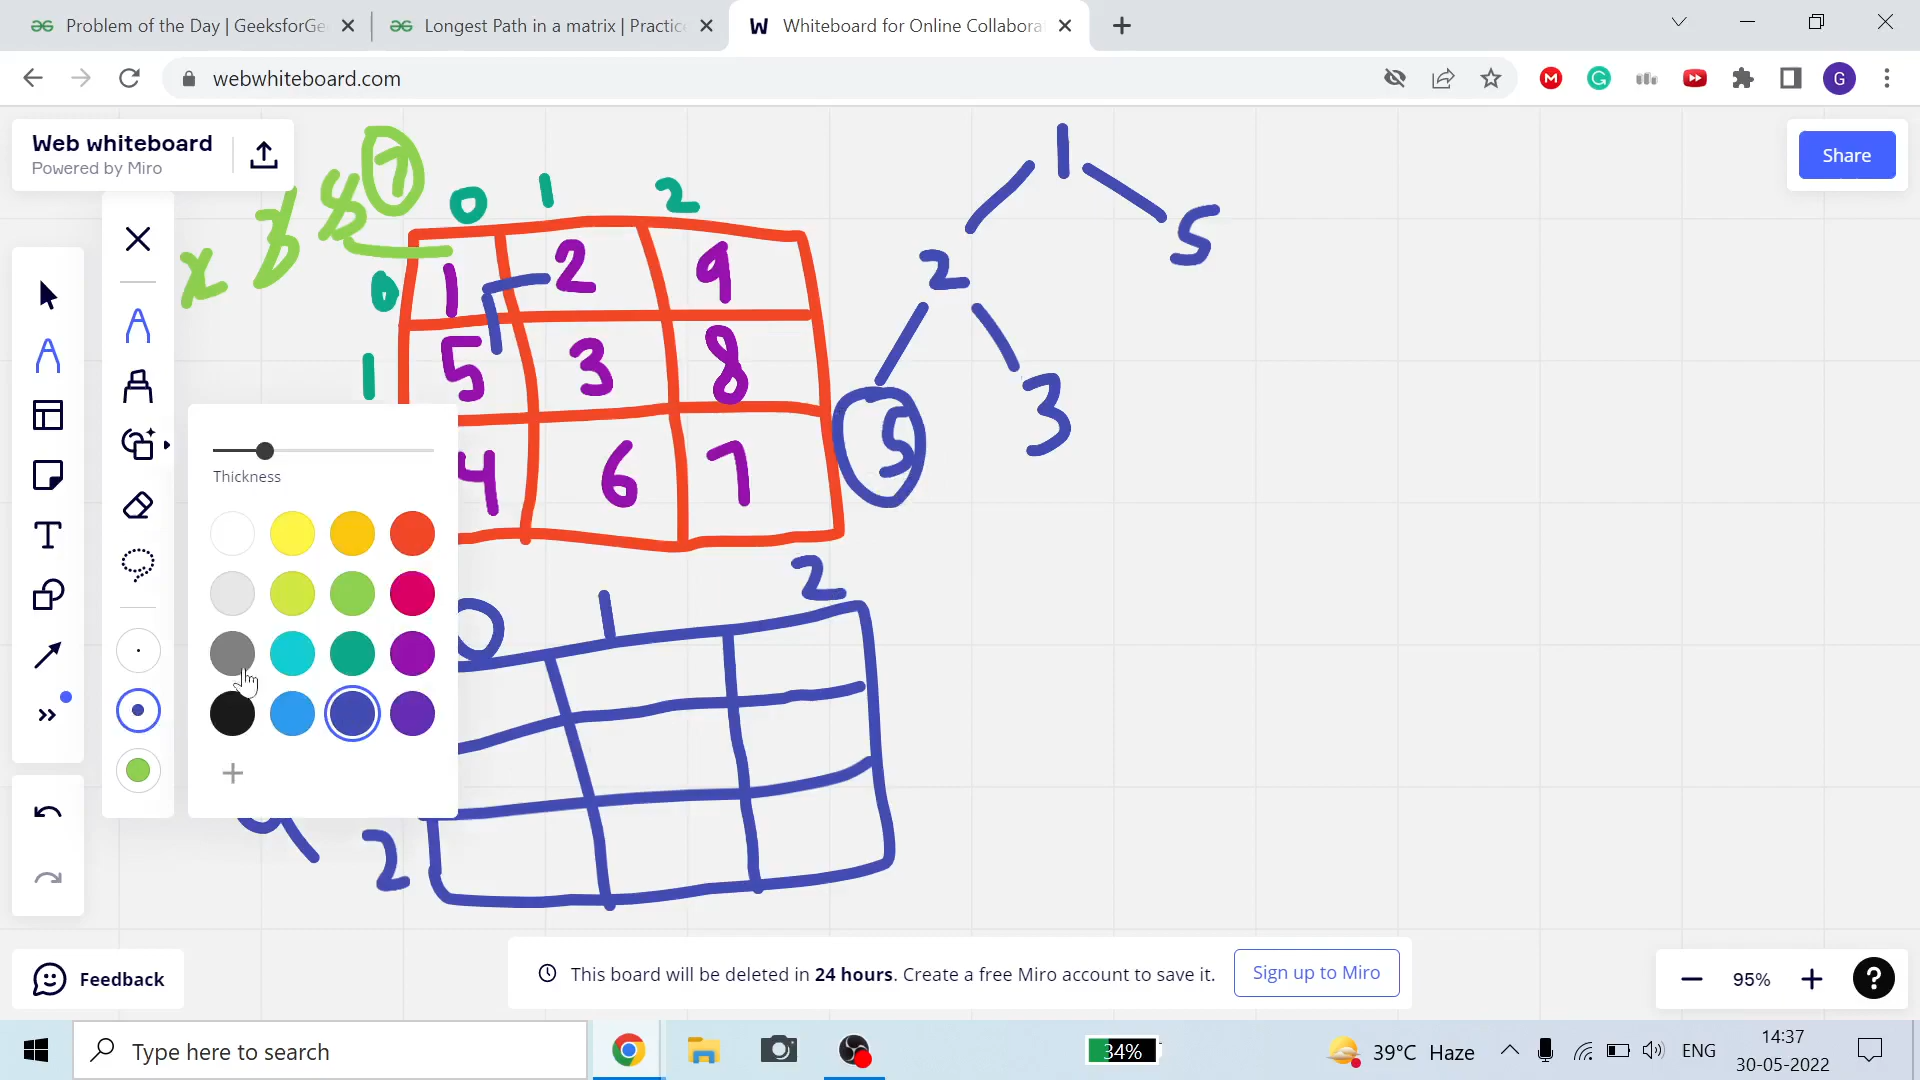 Problem of the Day | GeeksforGe
Longest Path in a matrix | Practice
Whiteboard for Online Collabora
webwhiteboard.com
M
G
G
Web whiteboard
Powered by Miro
Share
7
0 1 2
0 1 2 9
1 5 3 8
4 6 7
1
2 5
5 3
Thickness
0 1 2
2
Feedback
This board will be deleted in 24 hours. Create a free Miro account to save it.
Sign up to Miro
95%
?
Type here to search
34%
39°C Haze
ENG
14:37
30-05-2022